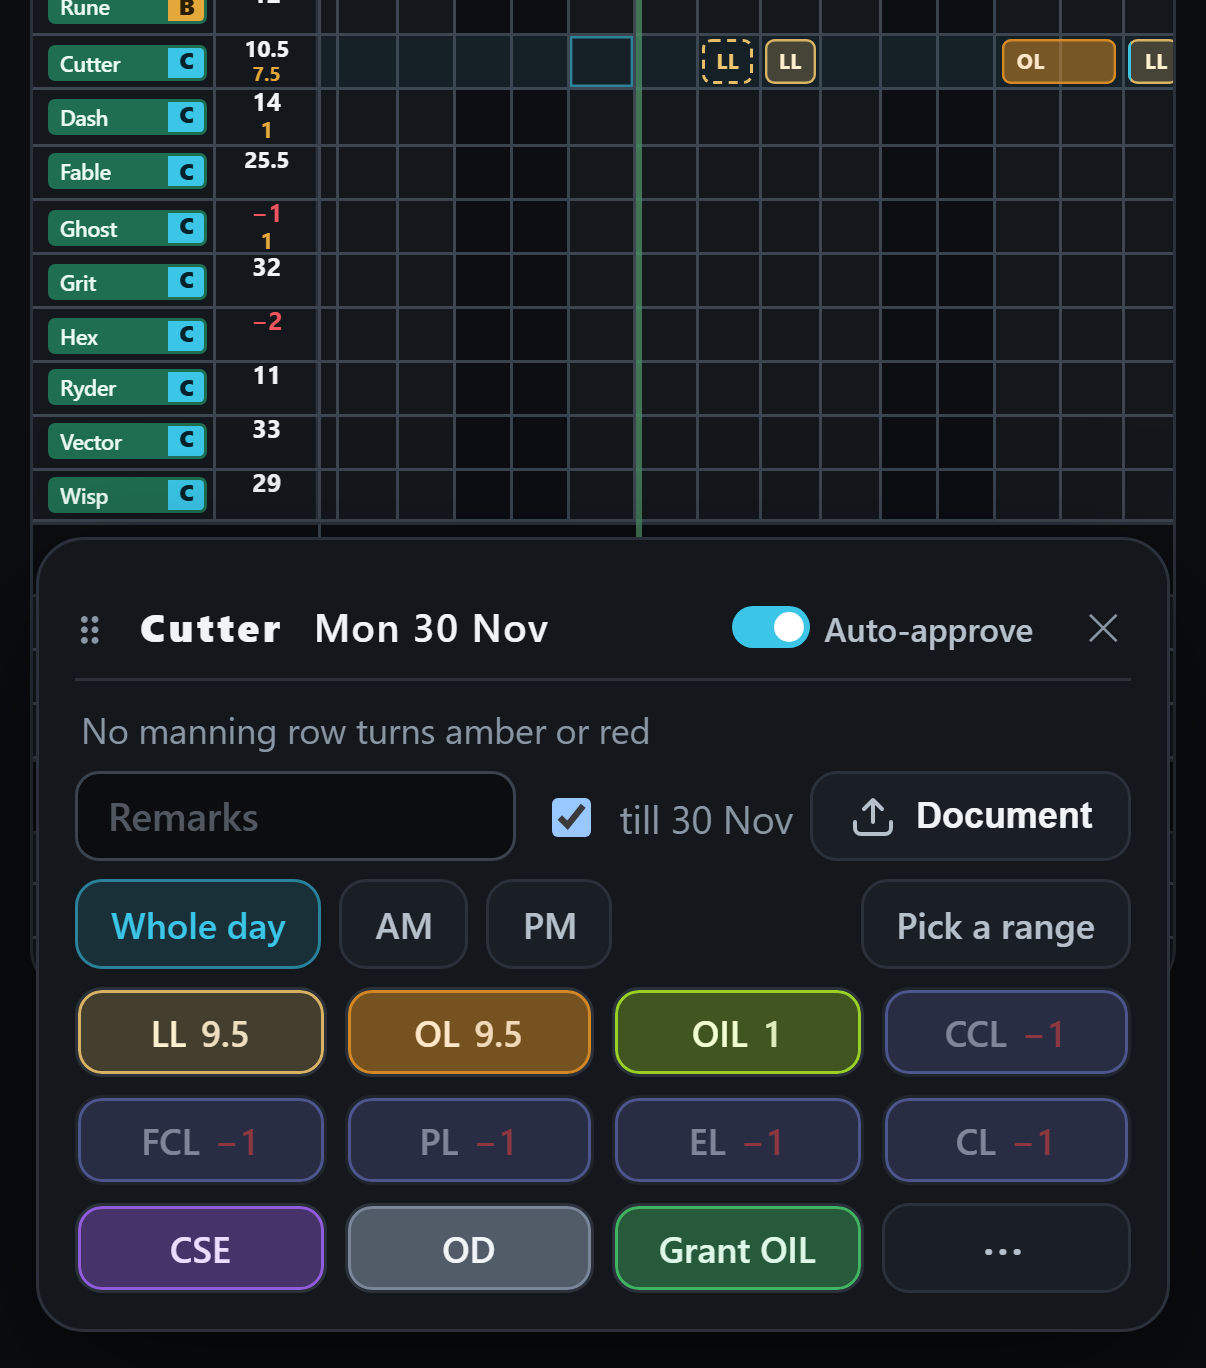 Rune B
Cutter C 10.5 LL LL OL LL
7.5
Dash C 14
1
Fable C 25.5
Ghost C −1
1
Grit C 32
Hex C −2
Ryder C 11
Vector C 33
Wisp C 29
Cutter Mon 30 Nov Auto-approve
No manning row turns amber or red
Remarks till 30 Nov Document
Whole day AM PM Pick a range
LL 9.5 OL 9.5 OIL 1 CCL −1
FCL −1 PL −1 EL −1 CL −1
CSE OD Grant OIL ...